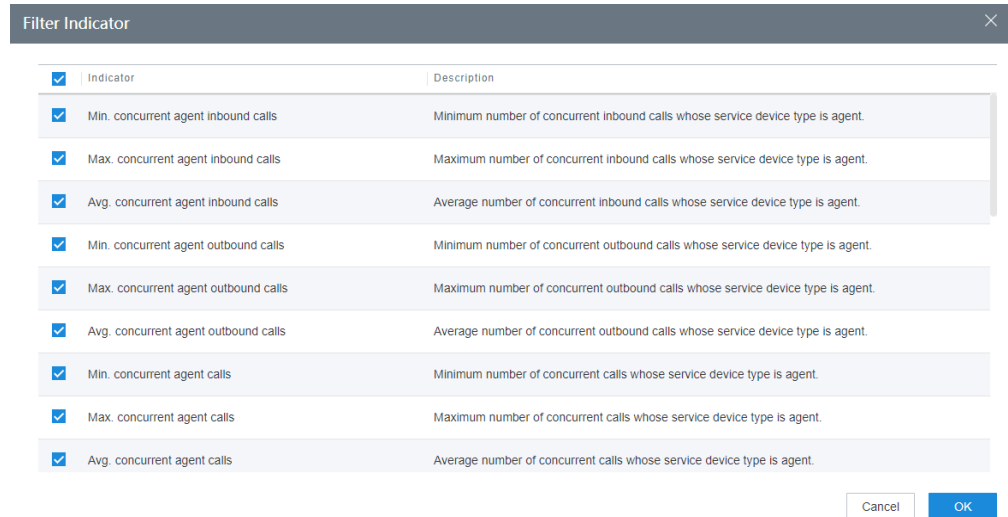 Filter Indicator
Indicator Description
Min. concurrent agent inbound calls Minimum number of concurrent inbound calls whose service device type is agent.
Max. concurrent agent inbound calls Maximum number of concurrent inbound calls whose service device type is agent.
Avg. concurrent agent inbound calls Average number of concurrent inbound calls whose service device type is agent.
Min. concurrent agent outbound calls Minimum number of concurrent outbound calls whose service device type is agent.
Max. concurrent agent outbound calls Maximum number of concurrent outbound calls whose service device type is agent.
Avg. concurrent agent outbound calls Average number of concurrent outbound calls whose service device type is agent.
Min. concurrent agent calls Minimum number of concurrent calls whose service device type is agent.
Max. concurrent agent calls Maximum number of concurrent calls whose service device type is agent.
Avg. concurrent agent calls Average number of concurrent calls whose service device type is agent.
Cancel OK